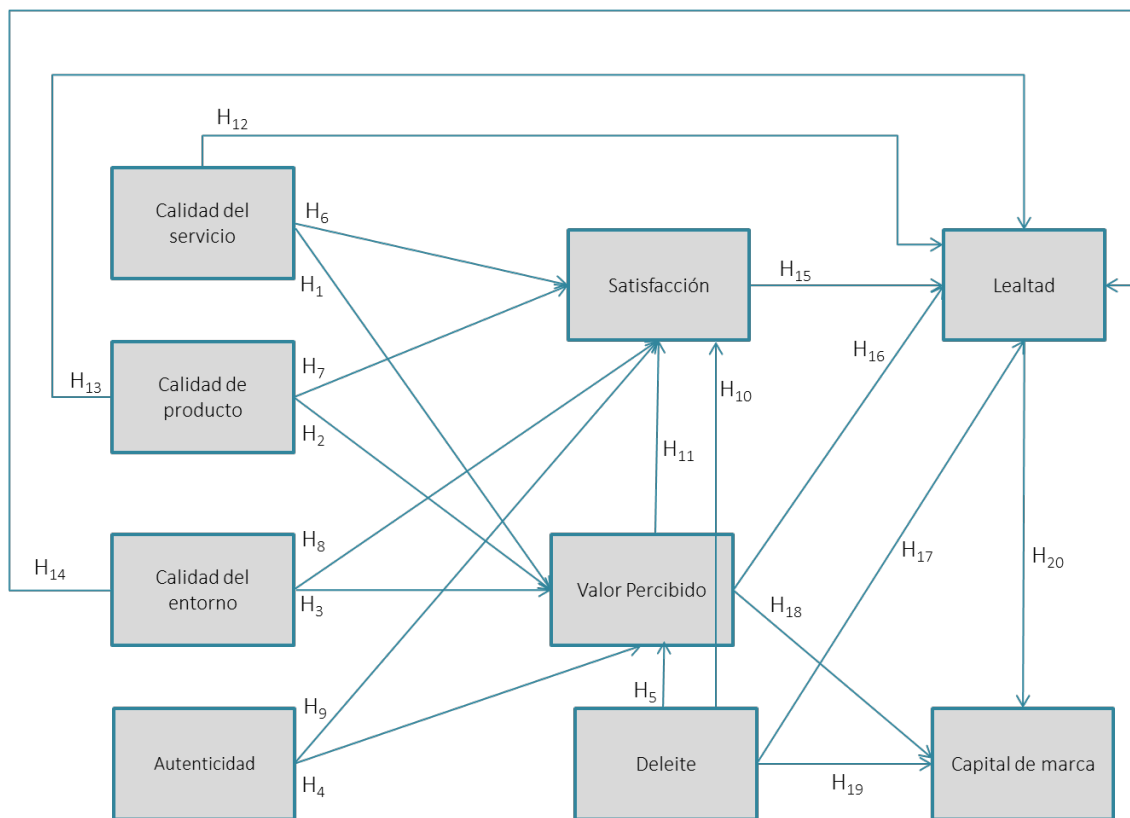 H12
Calidad del
servicio
H6
H1
Satisfacción
H15
Lealtad
H13
Calidad de
producto
H7
H2
H16
H10
H11
H14
Calidad del
entorno
H8
H3
Valor Percibido
H17
H20
H18
Autenticidad
H9
H4
H5
Deleite
H19
Capital de marca